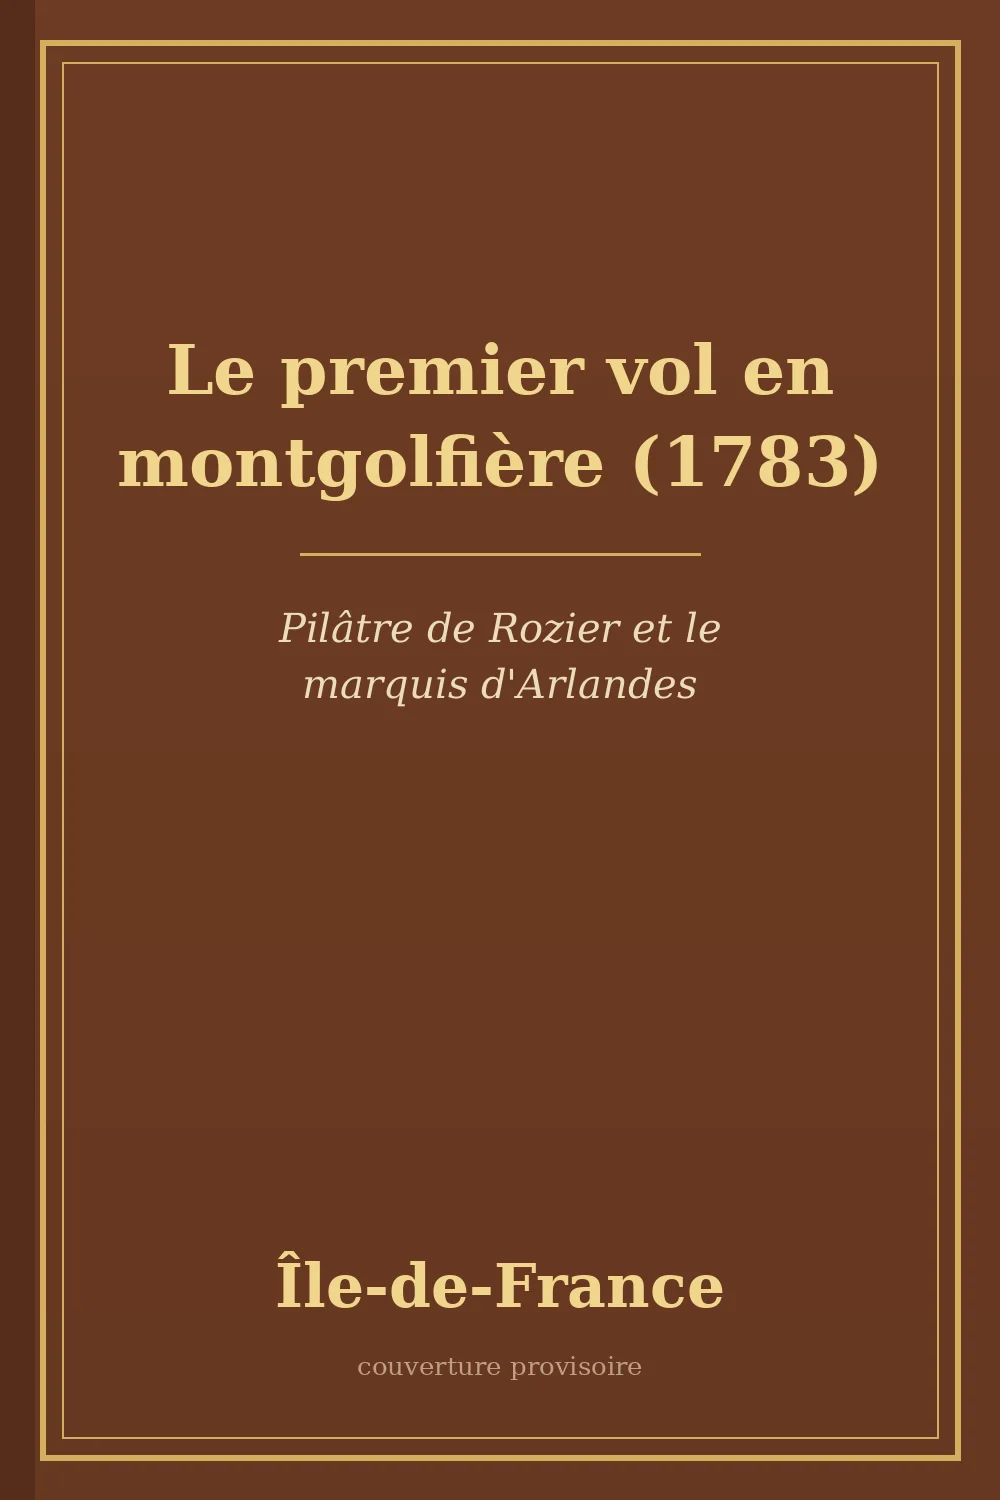 Le premier vol en
montgolfière (1783)
Pilâtre de Rozier et le
marquis d'Arlandes
Île-de-France
couverture provisoire